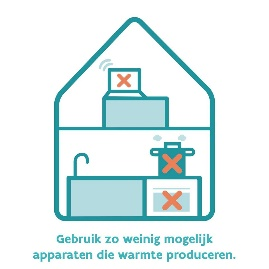 Gebruik zo weinig mogelijk
apparaten die warmte produceren.